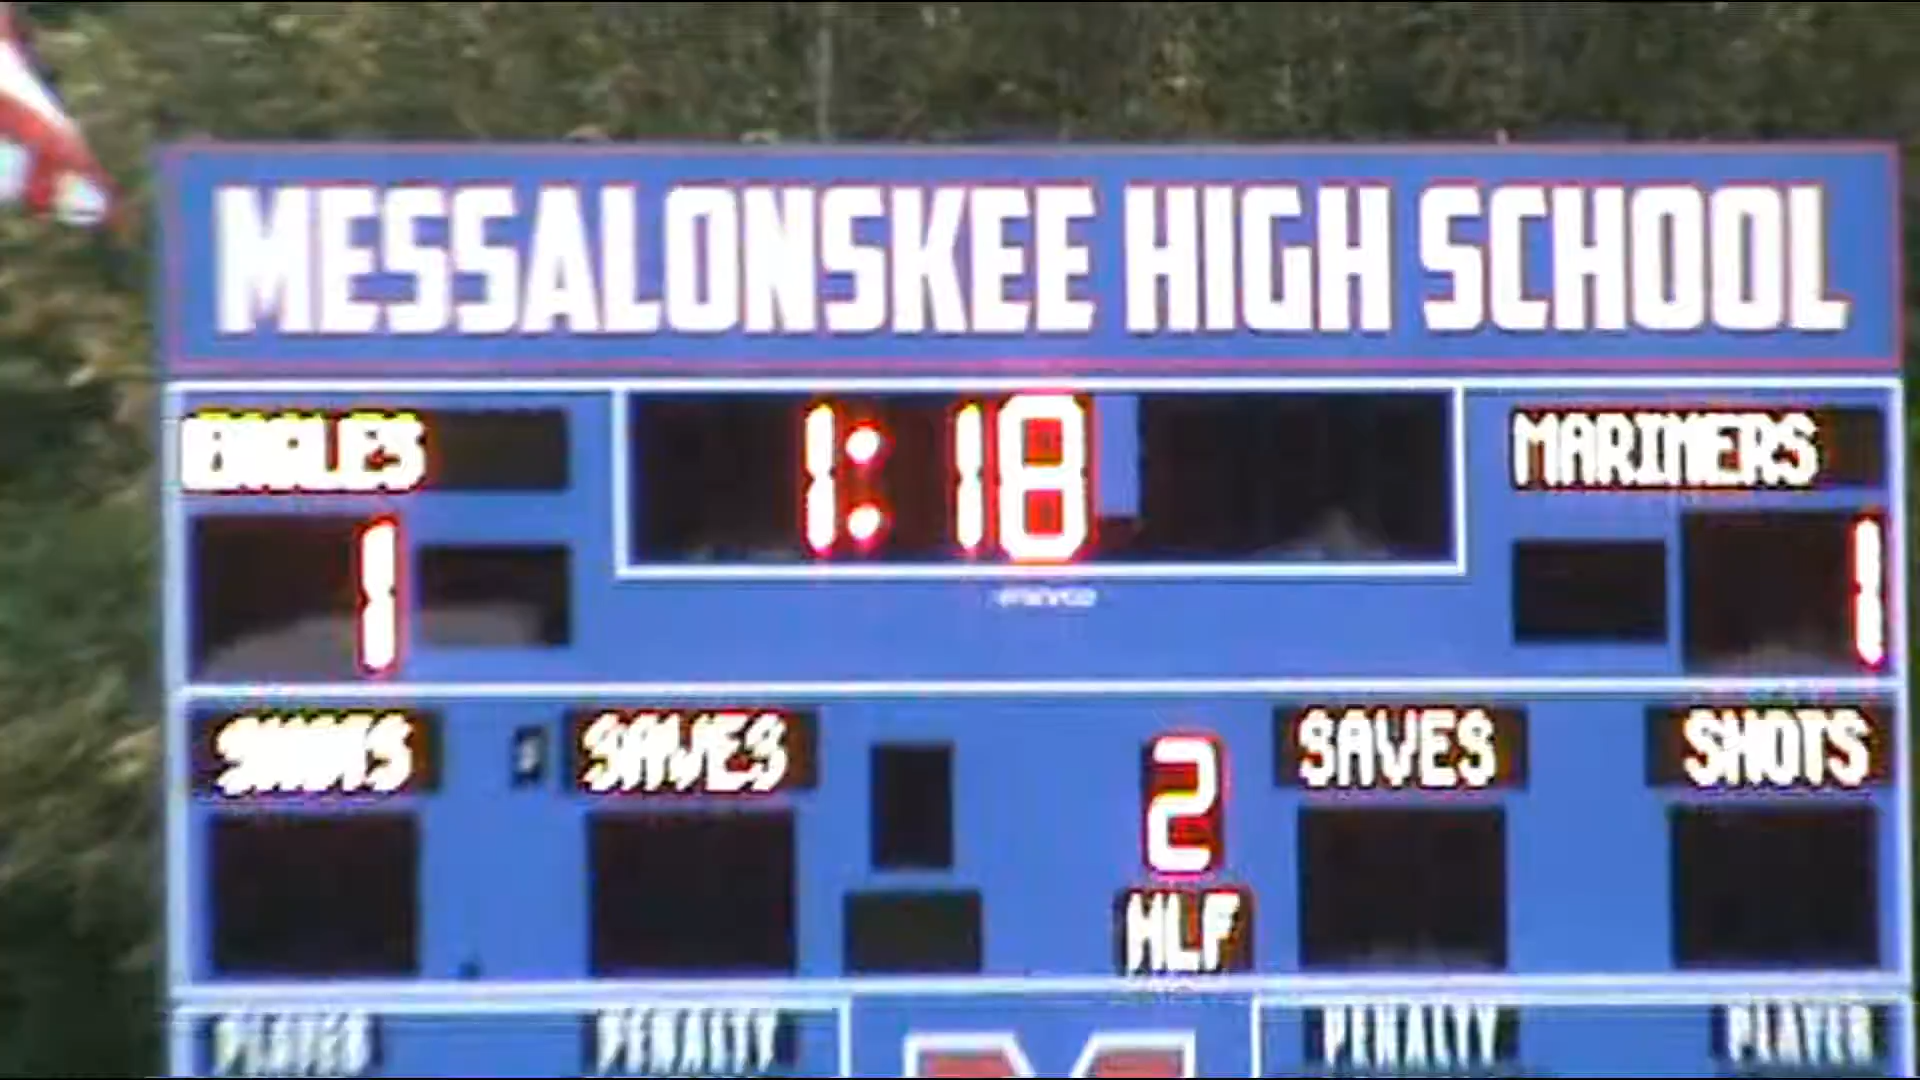 MESSALONSKEE HIGH SCHOOL
EAGLES 1:18 MARINERS
1 1
SHOTS SAVES 2 SAVES SHOTS
HLF
PLAYER PENALTY M PENALTY PLAYER